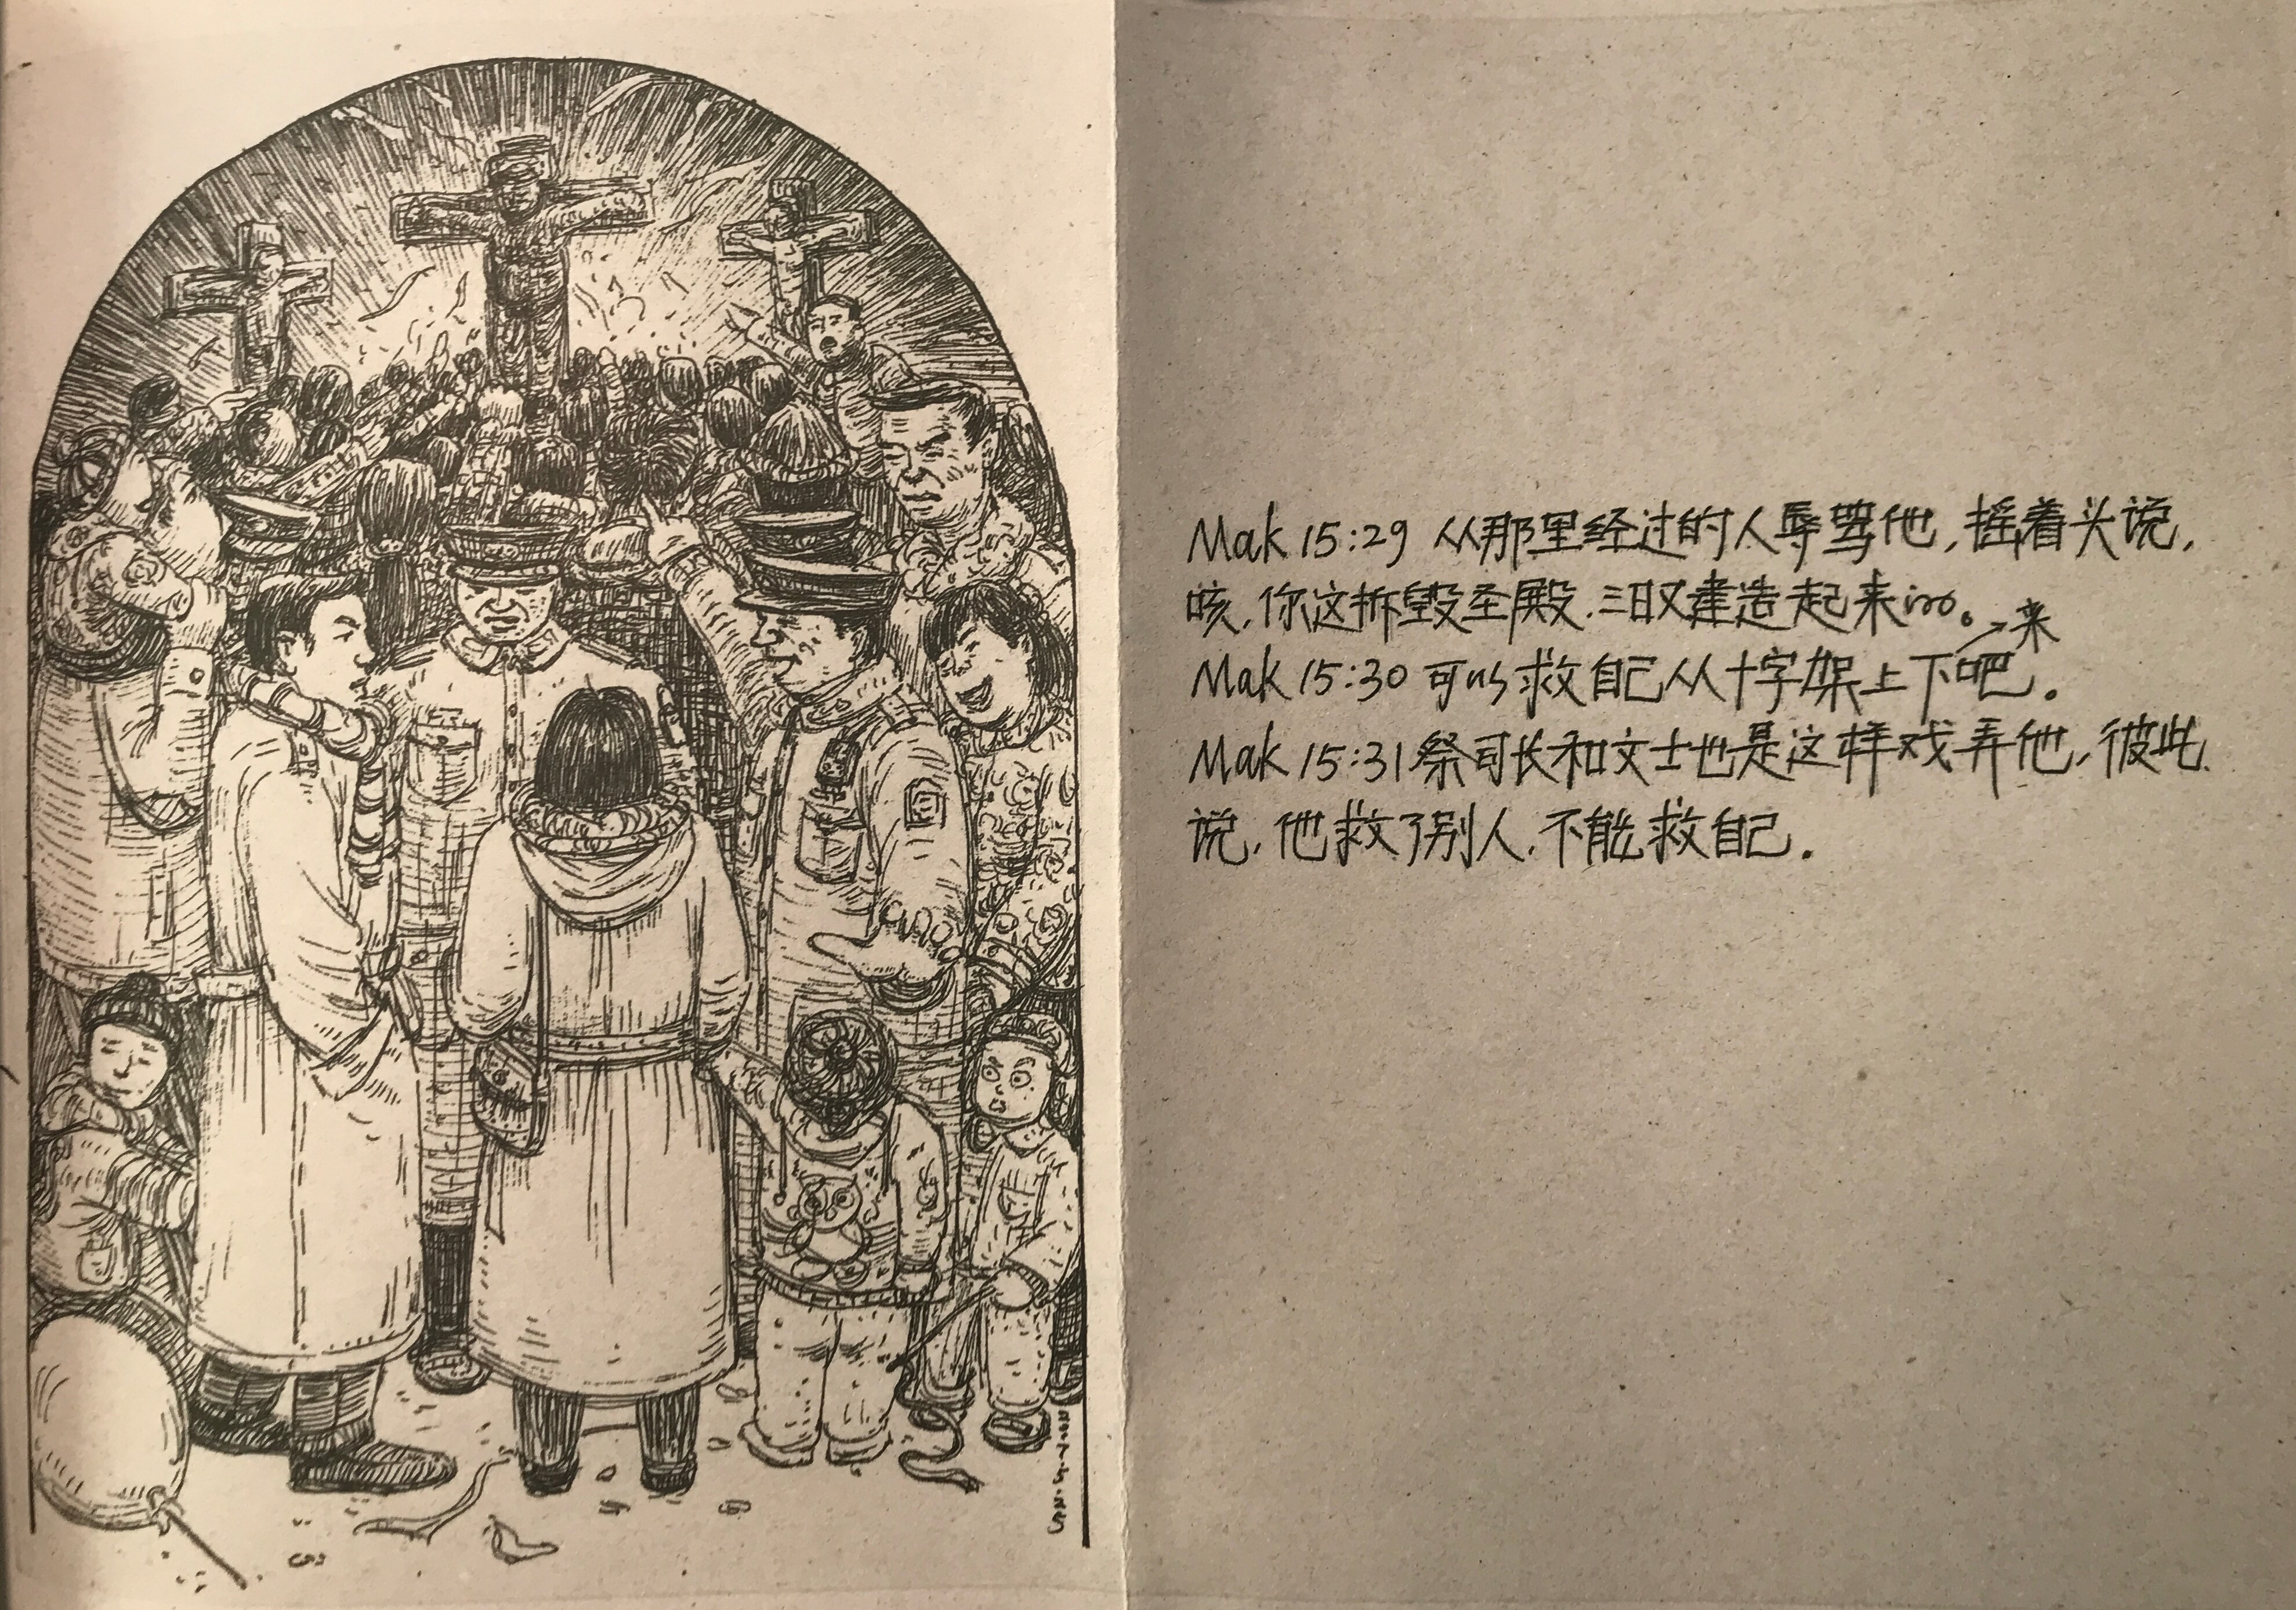 Mak 15:29 从那里经过的人辱骂他,摇着头说,
咳,你这拆毁圣殿.三日又建造起来的。
来
Mak 15:30 可以救自己从十字架上下吧.
Mak 15:31 祭司长和文士也是这样戏弄他,彼此
说,他救了别人.不能救自己.